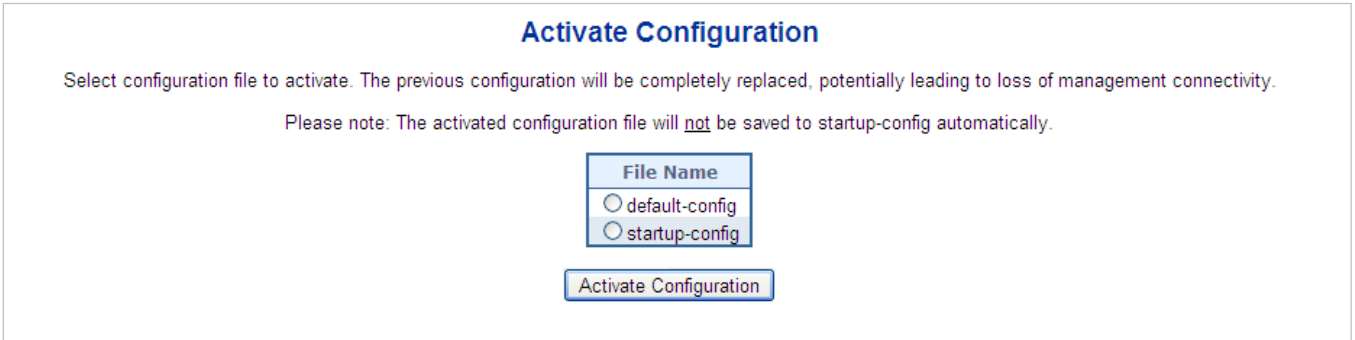 Activate Configuration
Select configuration file to activate. The previous configuration will be completely replaced, potentially leading to loss of management connectivity.
Please note: The activated configuration file will not be saved to startup-config automatically.
File Name
default-config
startup-config
Activate Configuration